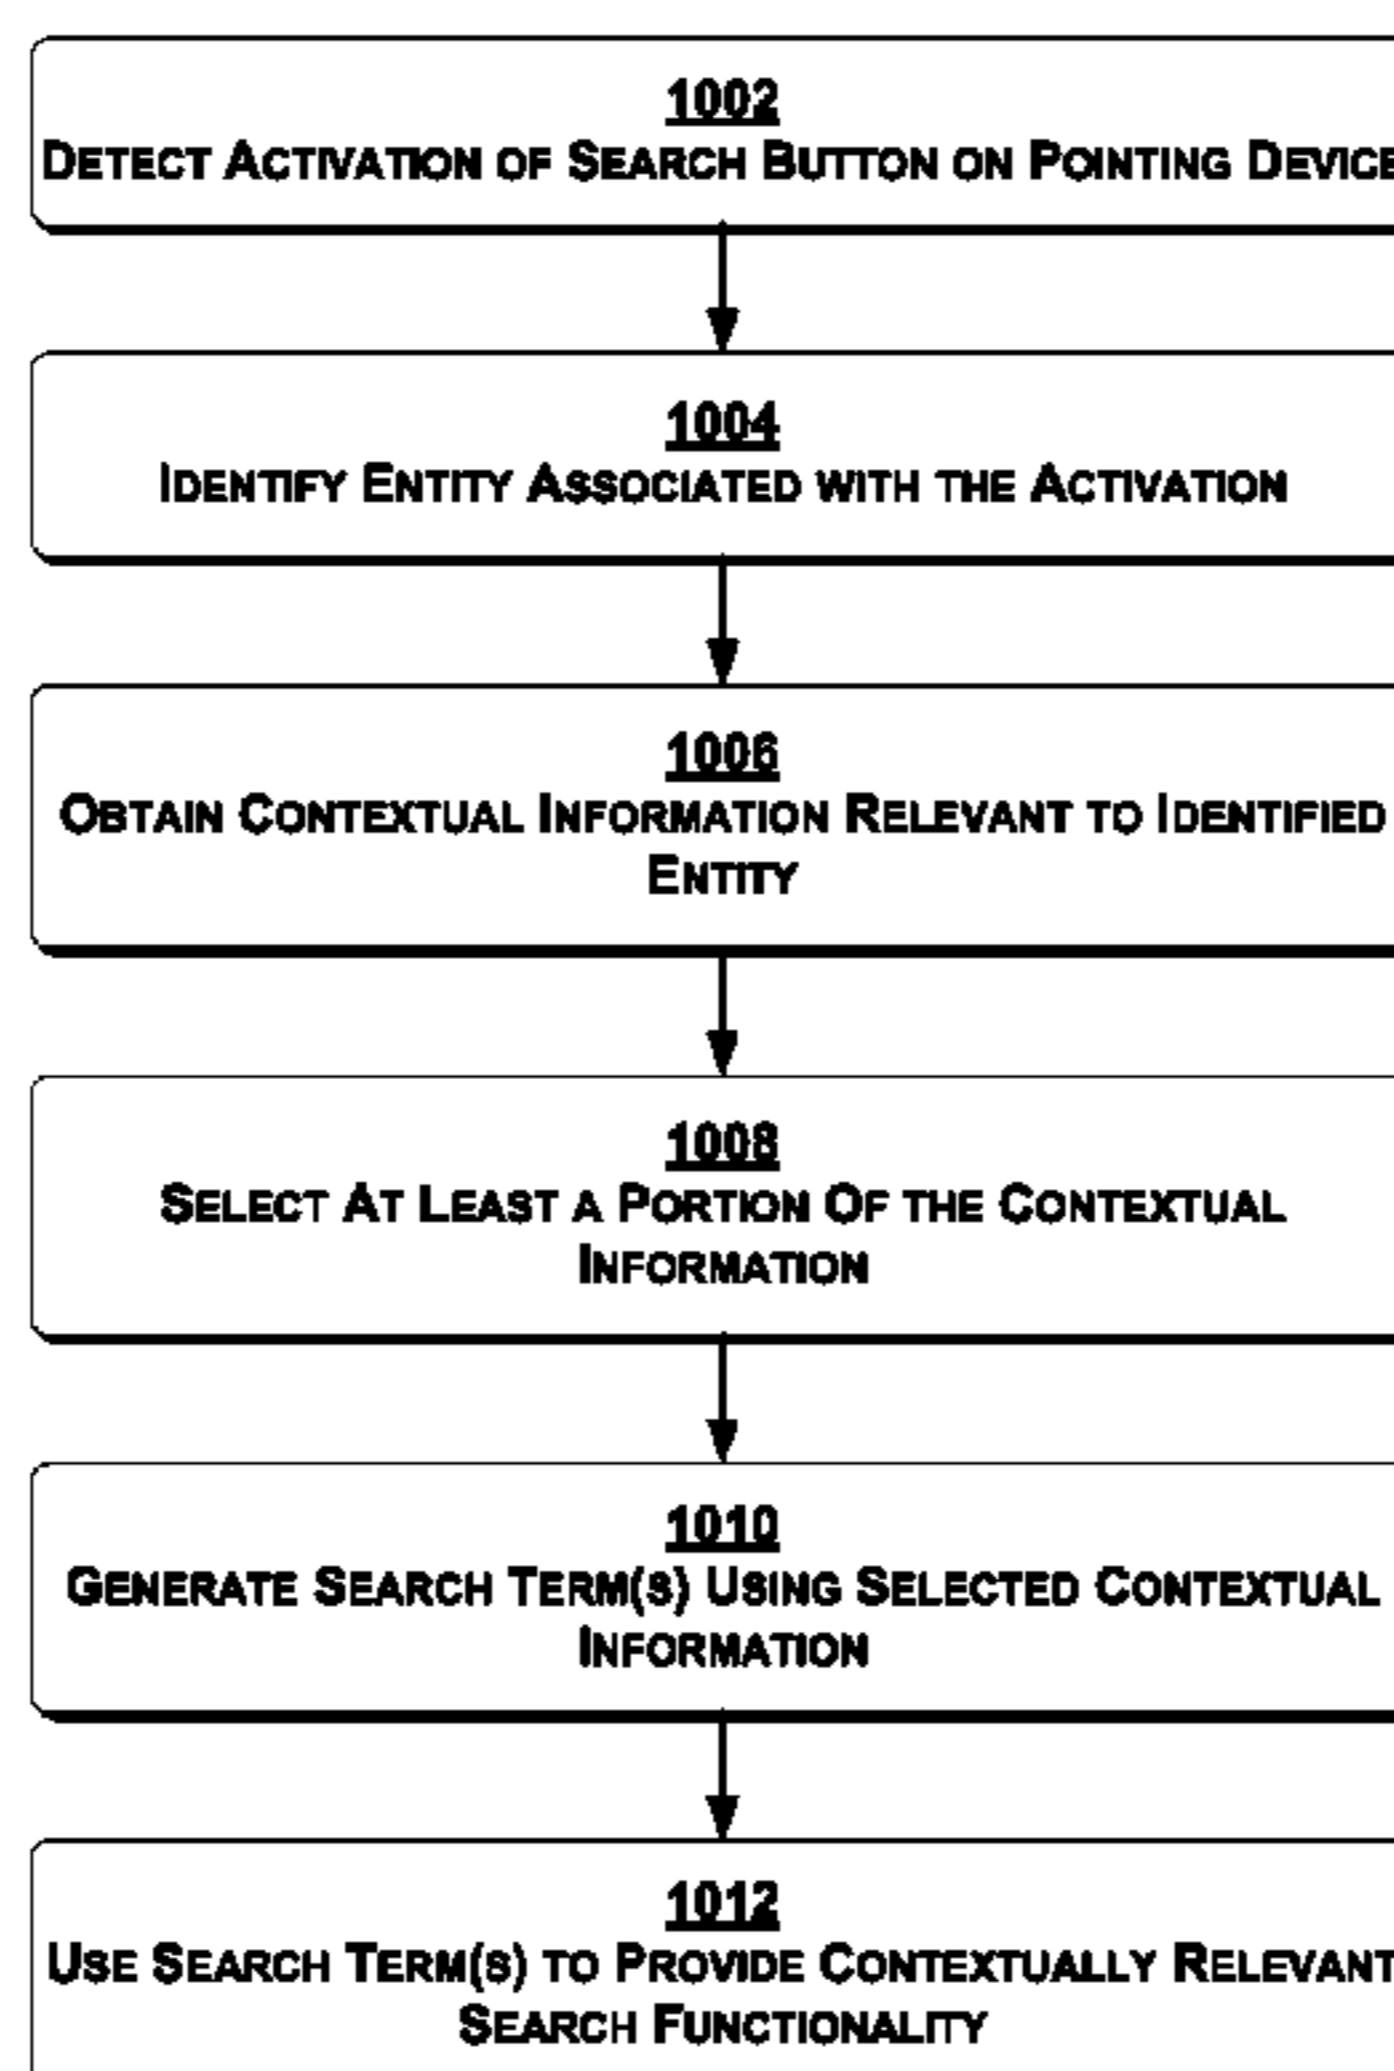 1002
DETECT ACTIVATION OF SEARCH BUTTON ON POINTING DEVICE
1004
IDENTIFY ENTITY ASSOCIATED WITH THE ACTIVATION
1006
OBTAIN CONTEXTUAL INFORMATION RELEVANT TO IDENTIFIED
ENTITY
1008
SELECT AT LEAST A PORTION OF THE CONTEXTUAL
INFORMATION
1010
GENERATE SEARCH TERM(S) USING SELECTED CONTEXTUAL
INFORMATION
1012
USE SEARCH TERM(S) TO PROVIDE CONTEXTUALLY RELEVANT
SEARCH FUNCTIONALITY